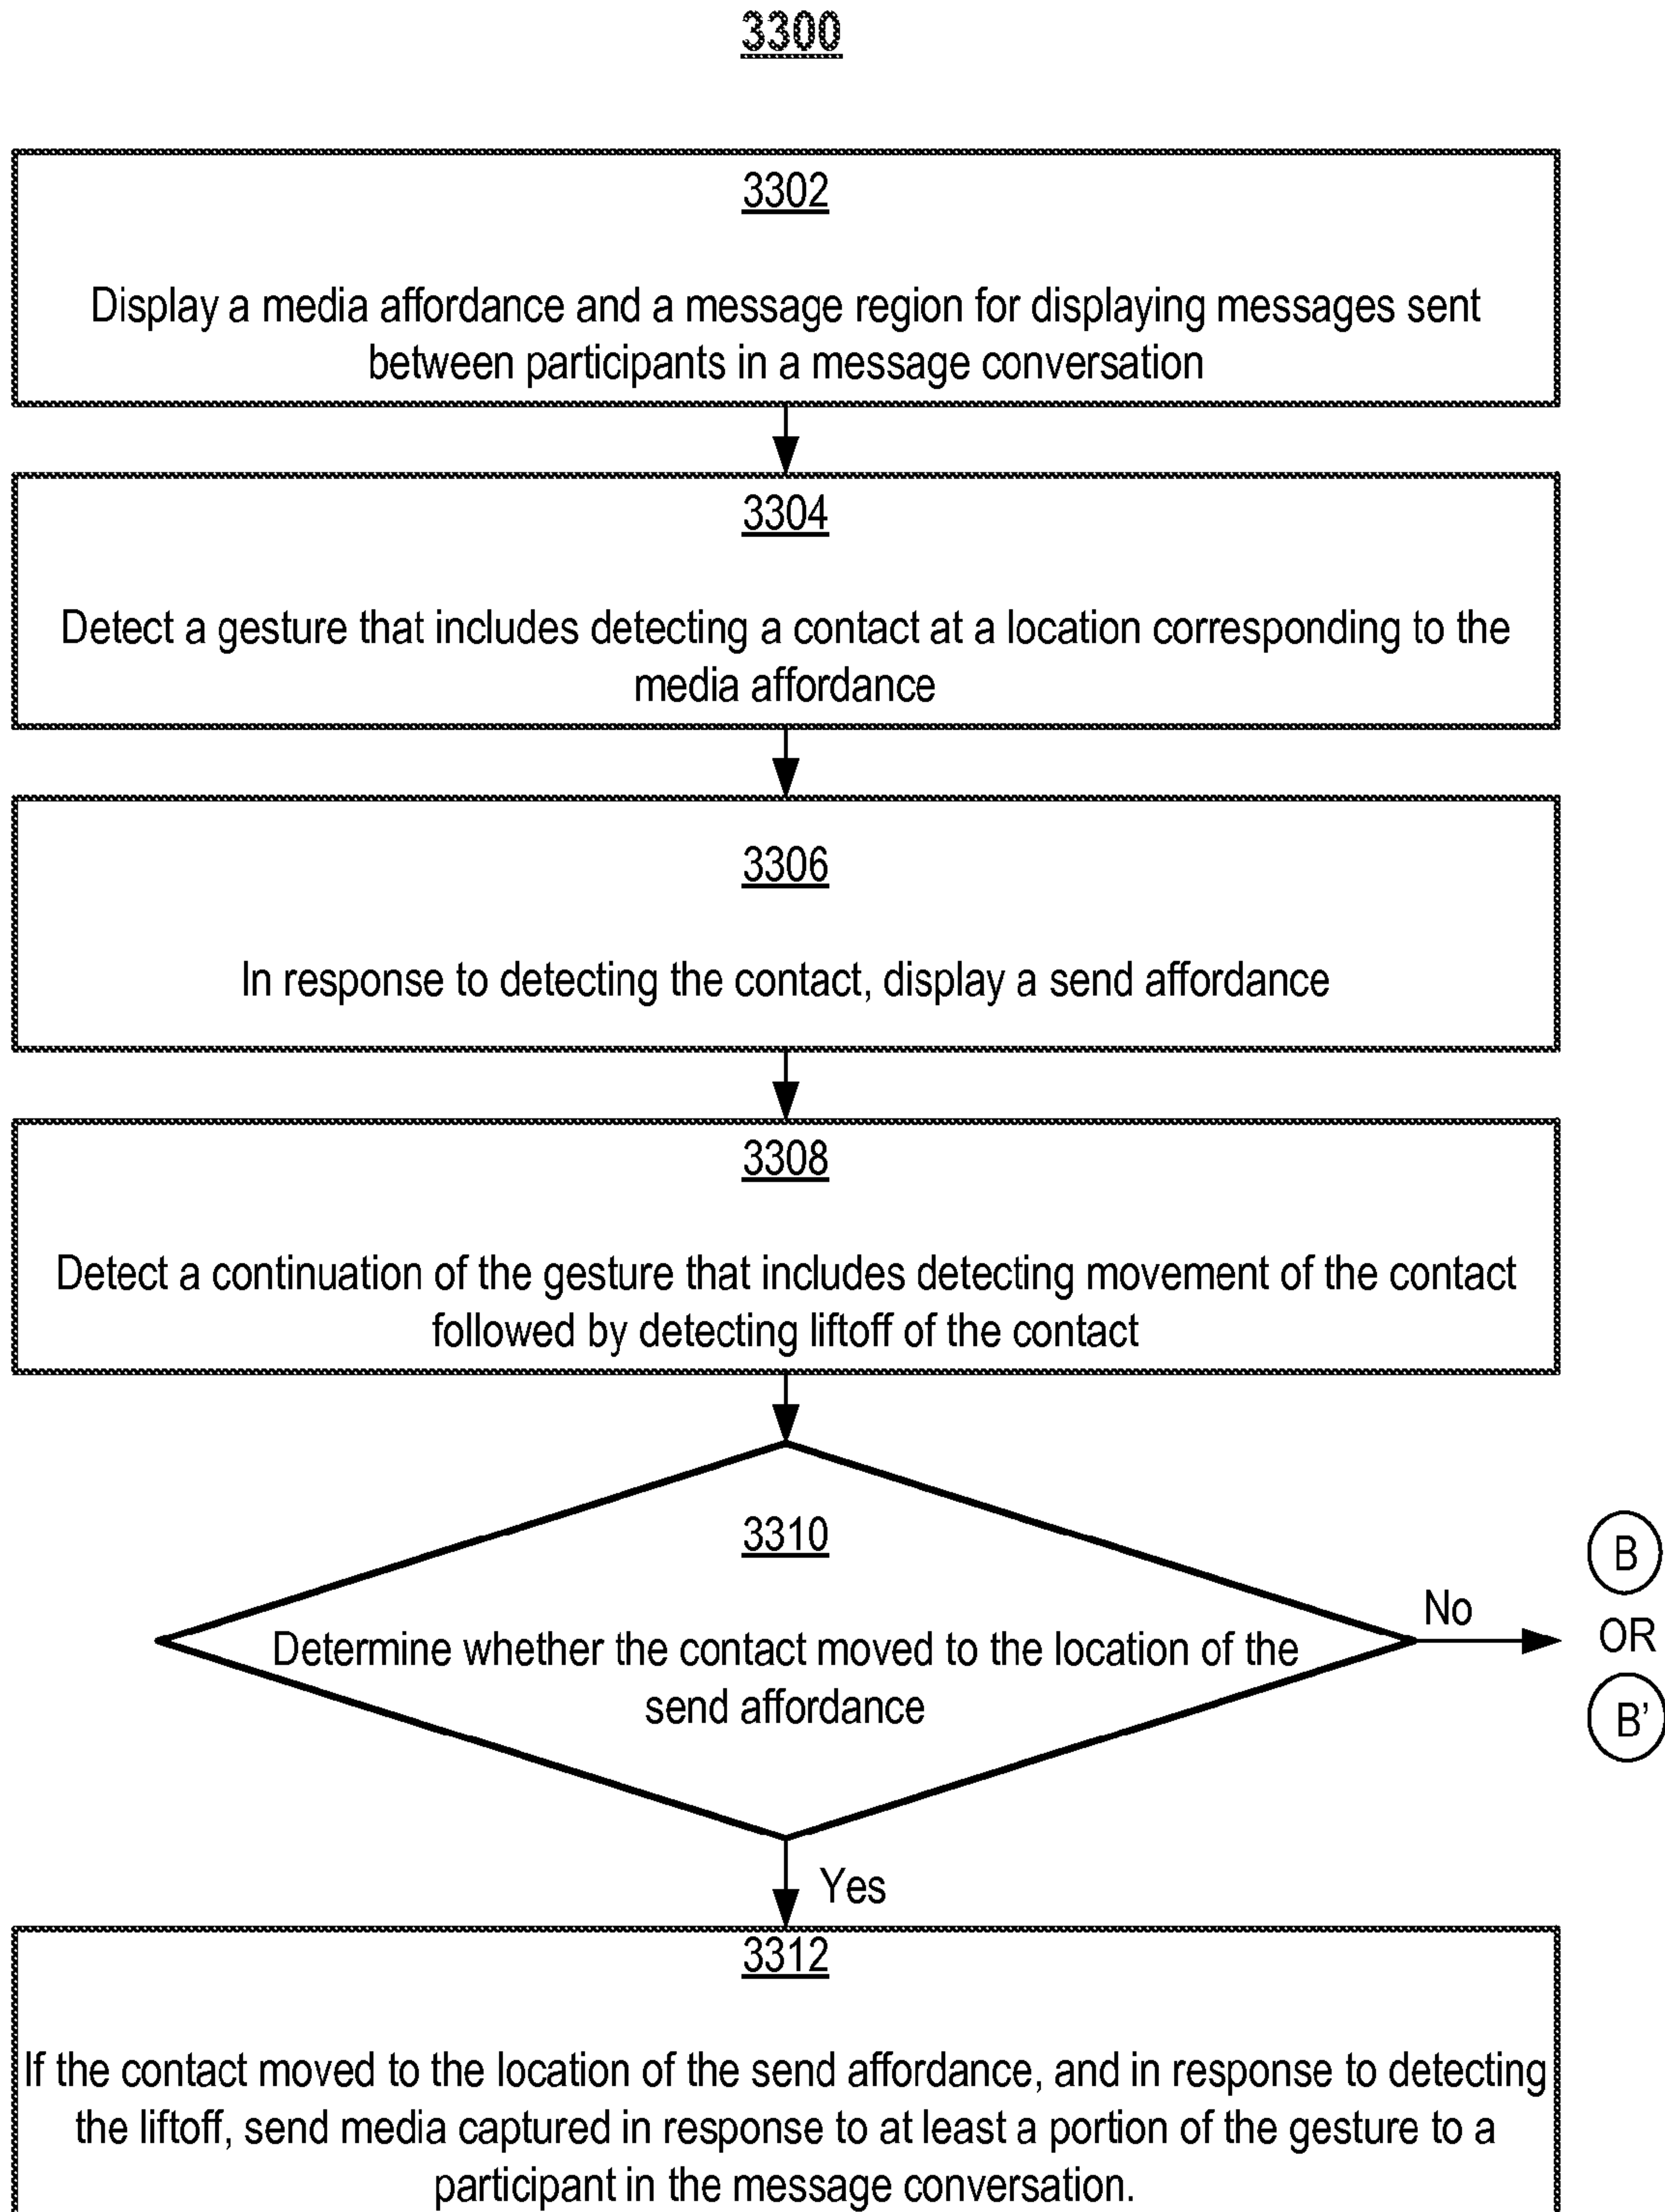 3300
3302
Display a media affordance and a message region for displaying messages sent
between participants in a message conversation
3304
Detect a gesture that includes detecting a contact at a location corresponding to the
media affordance
3306
In response to detecting the contact, display a send affordance
3308
Detect a continuation of the gesture that includes detecting movement of the contact
followed by detecting liftoff of the contact
3310
Determine whether the contact moved to the location of the
send affordance
No
B
OR
B'
Yes
3312
If the contact moved to the location of the send affordance, and in response to detecting
the liftoff, send media captured in response to at least a portion of the gesture to a
participant in the message conversation.